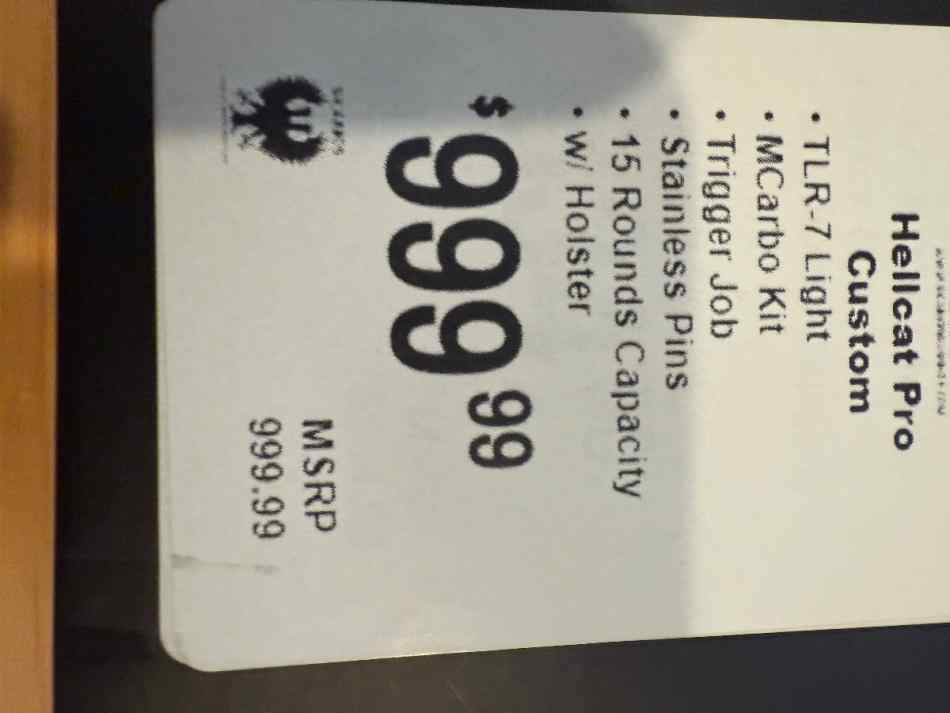 Hellcat Pro
Custom
• TLR-7 Light
• MCarbo Kit
• Trigger Job
• Stainless Pins
• 15 Rounds Capacity
• w/ Holster
$999.99
MSRP
999.99